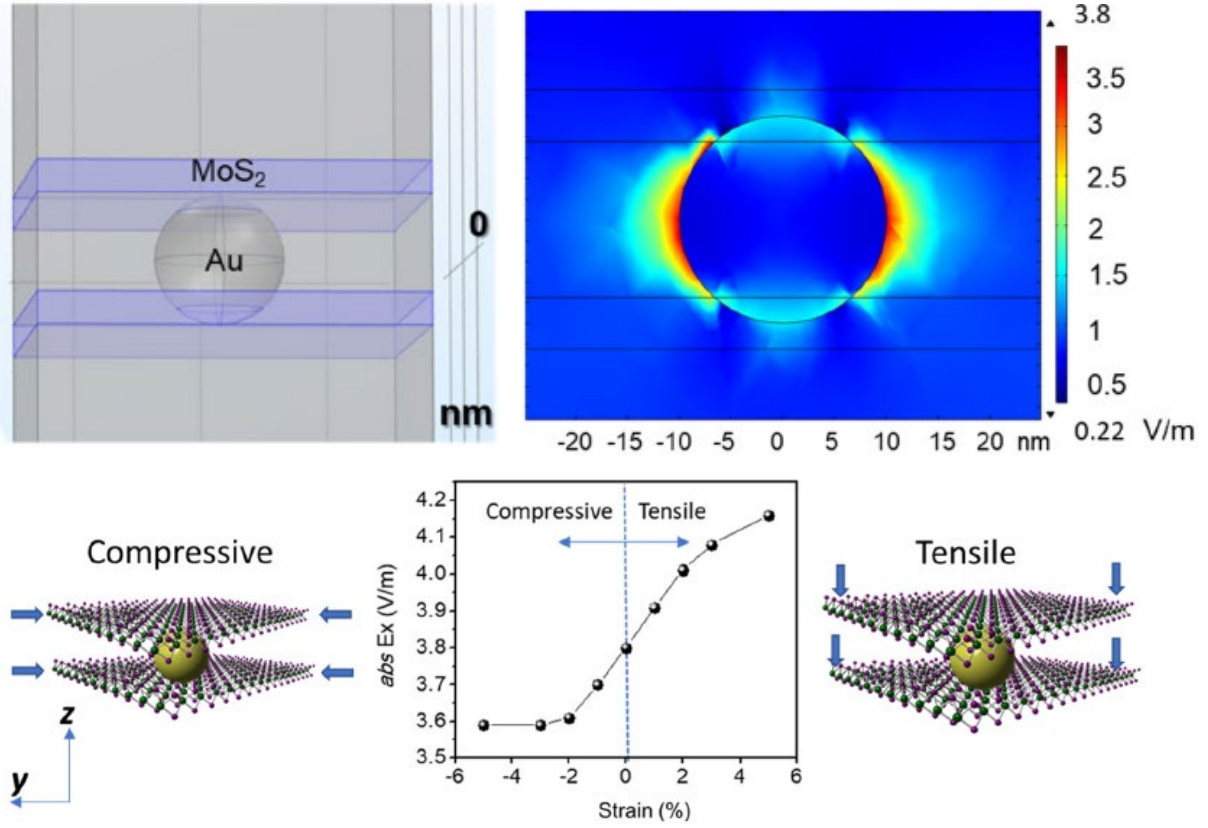 MoS₂
Au
0
nm
3.8
3.5
3
2.5
2
1.5
1
0.5
0.22 V/m
-20 -15 -10 -5 0 5 10 15 20 nm
Compressive
z
y
4.2
4.1
4.0
3.9
3.8
3.7
3.6
3.5
abs Ex (V/m)
Compressive Tensile
-6 -4 -2 0 2 4 6
Strain (%)
Tensile